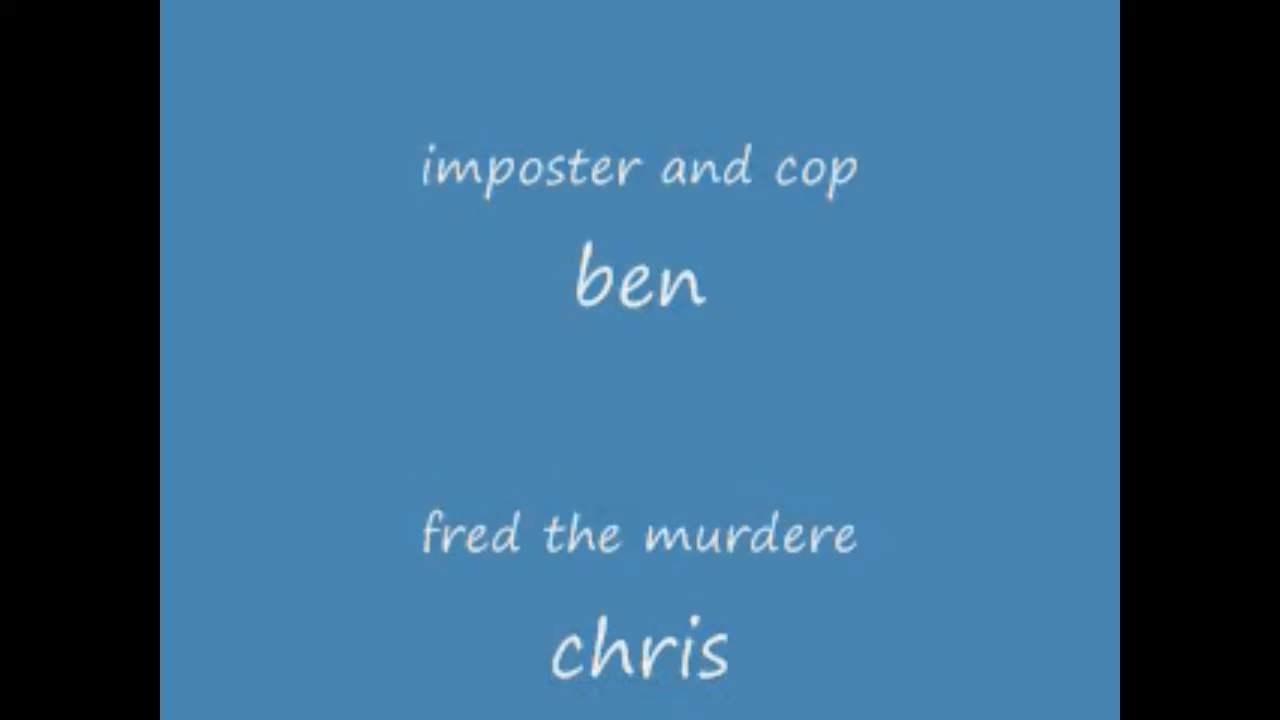 imposter and cop
ben
fred the murdere
chris